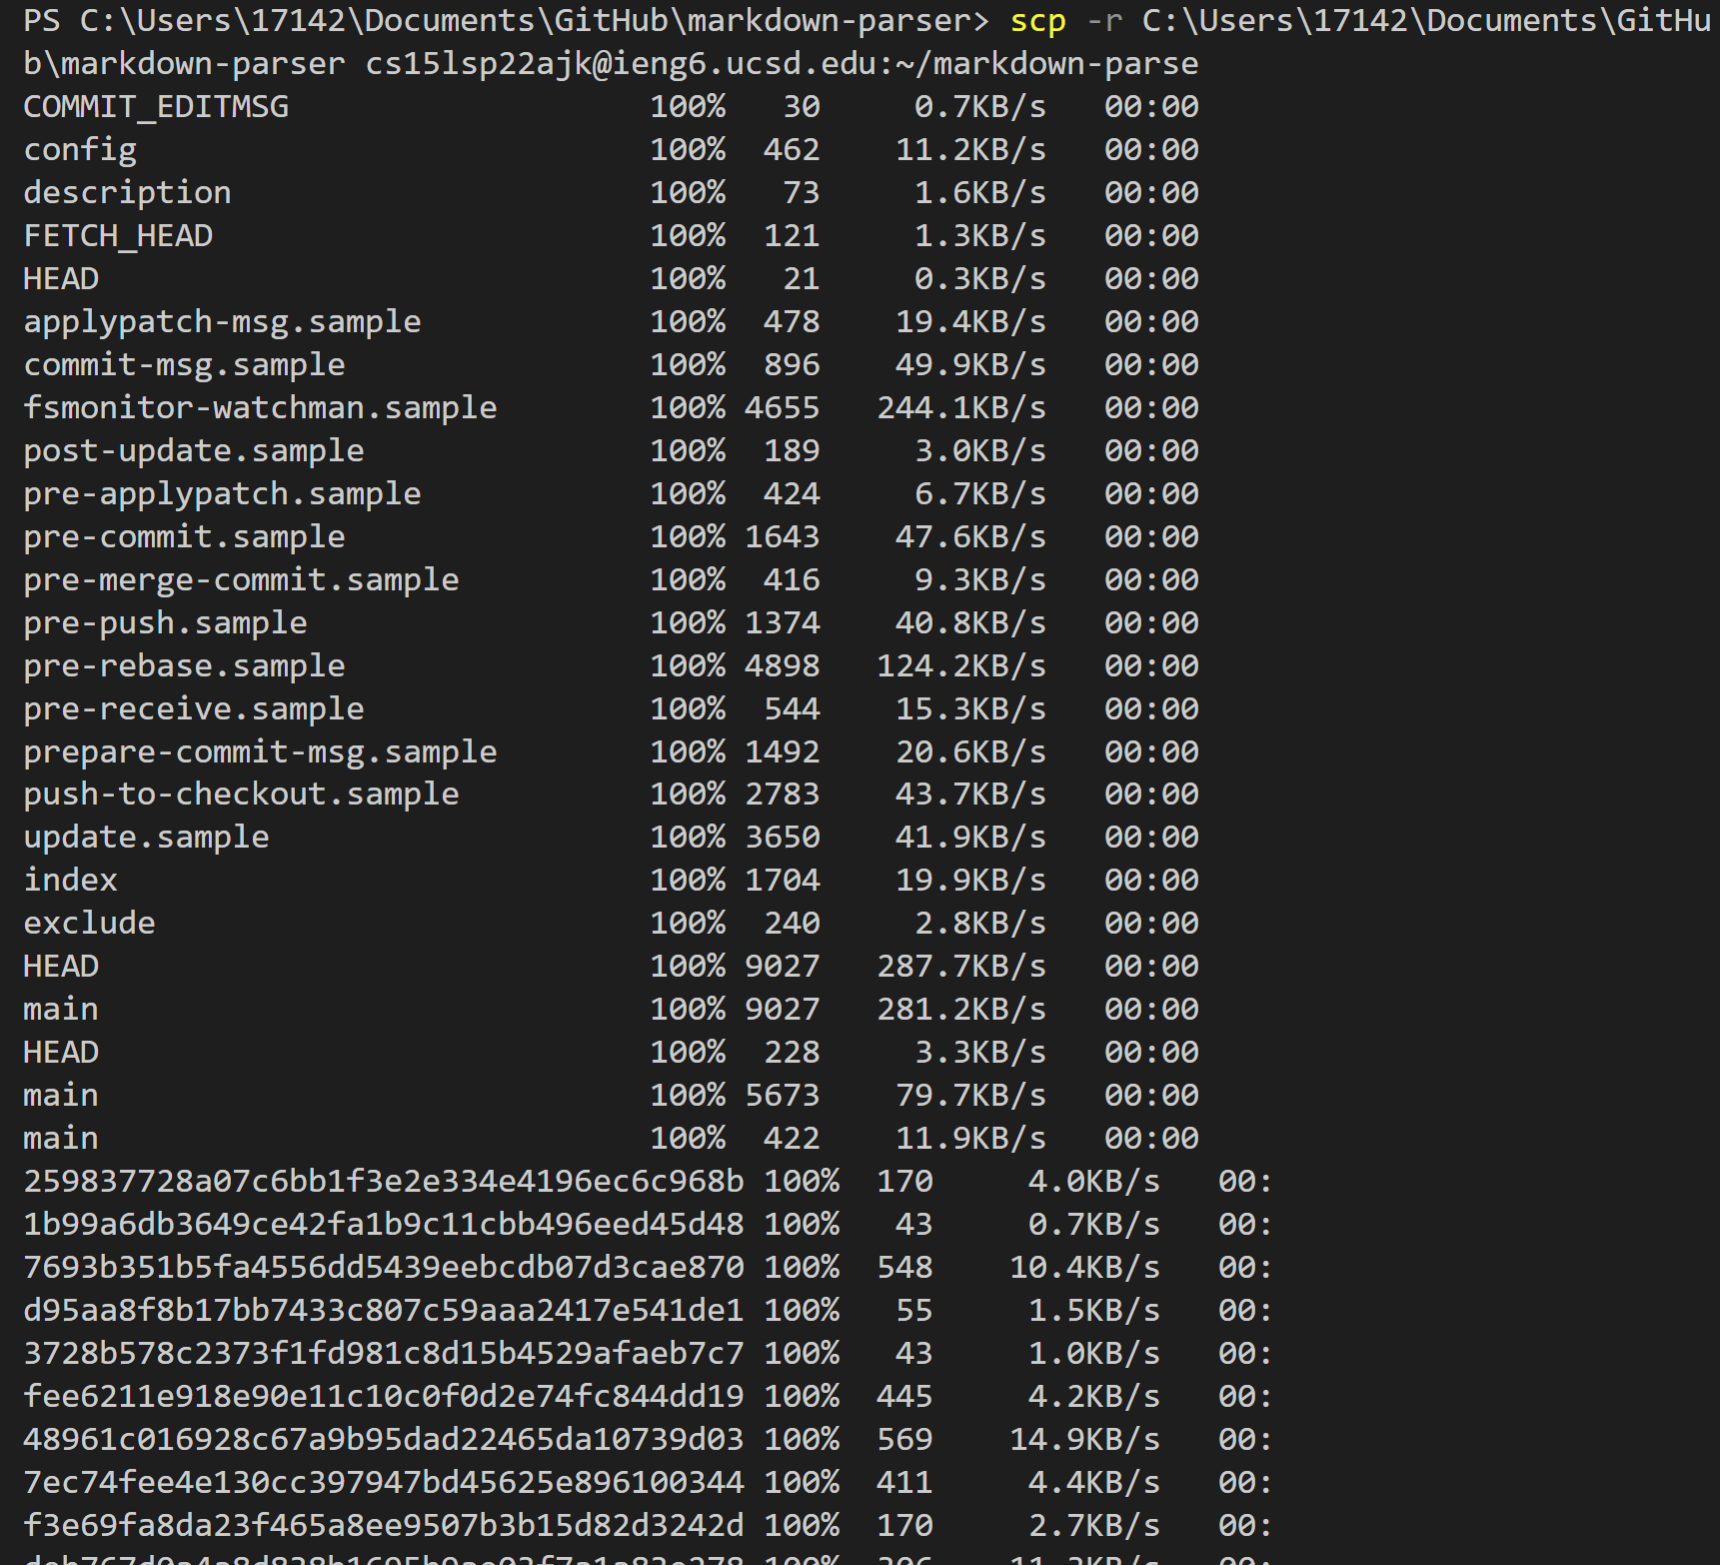 PS C:\Users\17142\Documents\GitHub\markdown-parser> scp -r C:\Users\17142\Documents\GitHu
b\markdown-parser cs15lsp22ajk@ieng6.ucsd.edu:~/markdown-parse
COMMIT_EDITMSG 100% 30 0.7KB/s 00:00
config 100% 462 11.2KB/s 00:00
description 100% 73 1.6KB/s 00:00
FETCH_HEAD 100% 121 1.3KB/s 00:00
HEAD 100% 21 0.3KB/s 00:00
applypatch-msg.sample 100% 478 19.4KB/s 00:00
commit-msg.sample 100% 896 49.9KB/s 00:00
fsmonitor-watchman.sample 100% 4655 244.1KB/s 00:00
post-update.sample 100% 189 3.0KB/s 00:00
pre-applypatch.sample 100% 424 6.7KB/s 00:00
pre-commit.sample 100% 1643 47.6KB/s 00:00
pre-merge-commit.sample 100% 416 9.3KB/s 00:00
pre-push.sample 100% 1374 40.8KB/s 00:00
pre-rebase.sample 100% 4898 124.2KB/s 00:00
pre-receive.sample 100% 544 15.3KB/s 00:00
prepare-commit-msg.sample 100% 1492 20.6KB/s 00:00
push-to-checkout.sample 100% 2783 43.7KB/s 00:00
update.sample 100% 3650 41.9KB/s 00:00
index 100% 1704 19.9KB/s 00:00
exclude 100% 240 2.8KB/s 00:00
HEAD 100% 9027 287.7KB/s 00:00
main 100% 9027 281.2KB/s 00:00
HEAD 100% 228 3.3KB/s 00:00
main 100% 5673 79.7KB/s 00:00
main 100% 422 11.9KB/s 00:00
259837728a07c6bb1f3e2e334e4196ec6c968b 100% 170 4.0KB/s 00:
1b99a6db3649ce42fa1b9c11cbb496eed45d48 100% 43 0.7KB/s 00:
7693b351b5fa4556dd5439eebcdb07d3cae870 100% 548 10.4KB/s 00:
d95aa8f8b17bb7433c807c59aaa2417e541de1 100% 55 1.5KB/s 00:
3728b578c2373f1fd981c8d15b4529afaeb7c7 100% 43 1.0KB/s 00:
fee6211e918e90e11c10c0f0d2e74fc844dd19 100% 445 4.2KB/s 00:
48961c016928c67a9b95dad22465da10739d03 100% 569 14.9KB/s 00:
7ec74fee4e130cc397947bd45625e896100344 100% 411 4.4KB/s 00:
f3e69fa8da23f465a8ee9507b3b15d82d3242d 100% 170 2.7KB/s 00: